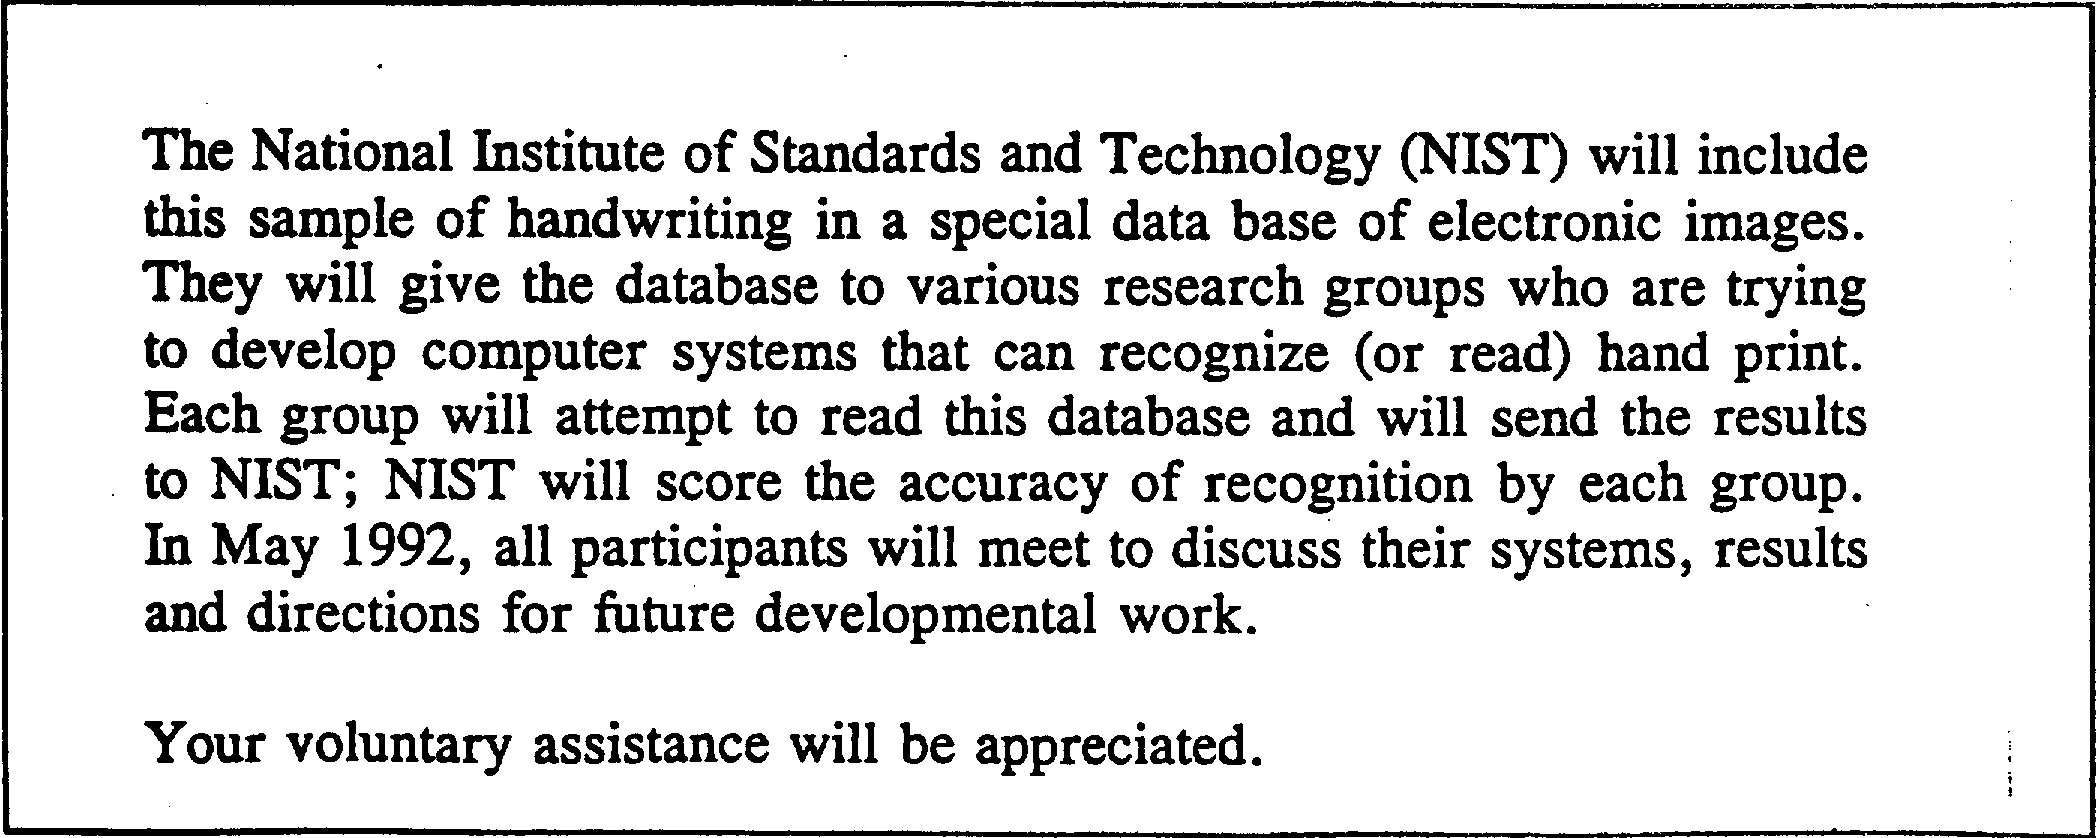 The National Institute of Standards and Technology (NIST) will include
this sample of handwriting in a special data base of electronic images.
They will give the database to various research groups who are trying
to develop computer systems that can recognize (or read) hand print.
Each group will attempt to read this database and will send the results
to NIST; NIST will score the accuracy of recognition by each group.
In May 1992, all participants will meet to discuss their systems, results
and directions for future developmental work.
Your voluntary assistance will be appreciated.